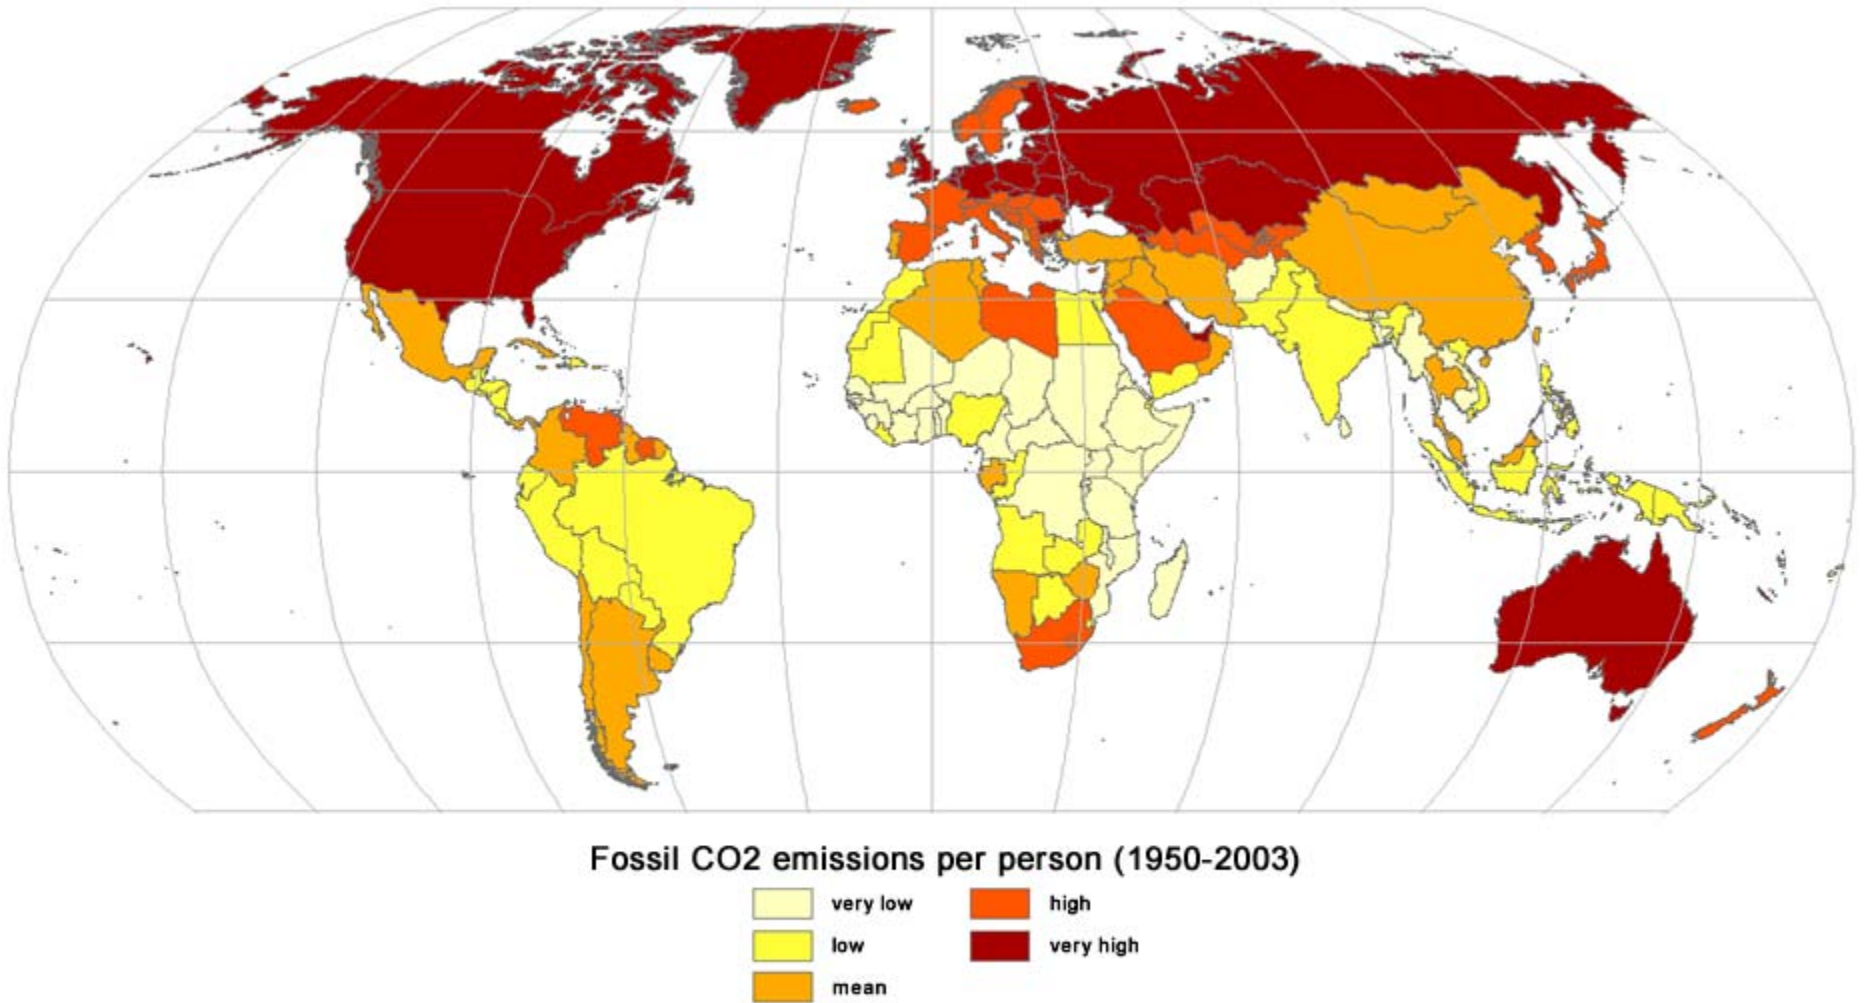 Fossil CO2 emissions per person (1950-2003)
very low
low
mean
high
very high